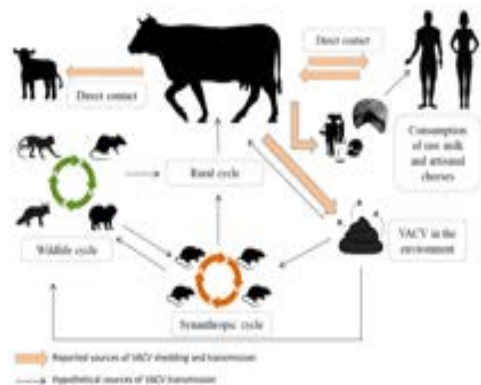 Direct contact
Direct contact
Consumption
of raw milk
and artisanal
cheeses
Rural cycle
VACV in the
environment
Wildlife cycle
Synanthropic cycle
Reported sources of VACV shedding and transmission
Hypothetical sources of VACV transmission